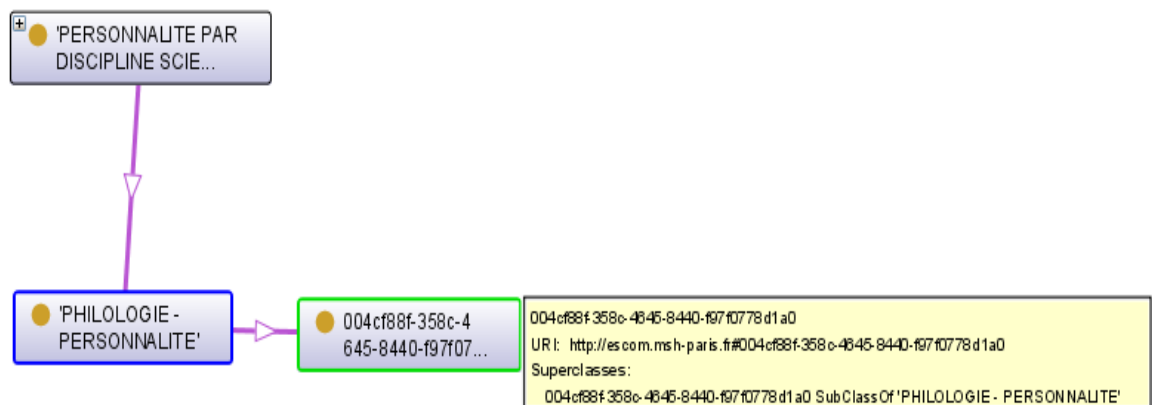 'PERSONNALITE PAR
DISCIPLINE SCIE...
'PHILOLOGIE -
PERSONNALITE'
004cf88f-358c-4
645-8440-f97f07...
004cf88f-358c-4645-8440-f97f0778d1a0
URI: http://escom.msh-paris.fr#004cf88f-358c-4645-8440-f97f0778d1a0
Superclasses:
004cf88f-358c-4645-8440-f97f0778d1a0 SubClassOf 'PHILOLOGIE - PERSONNALITE'